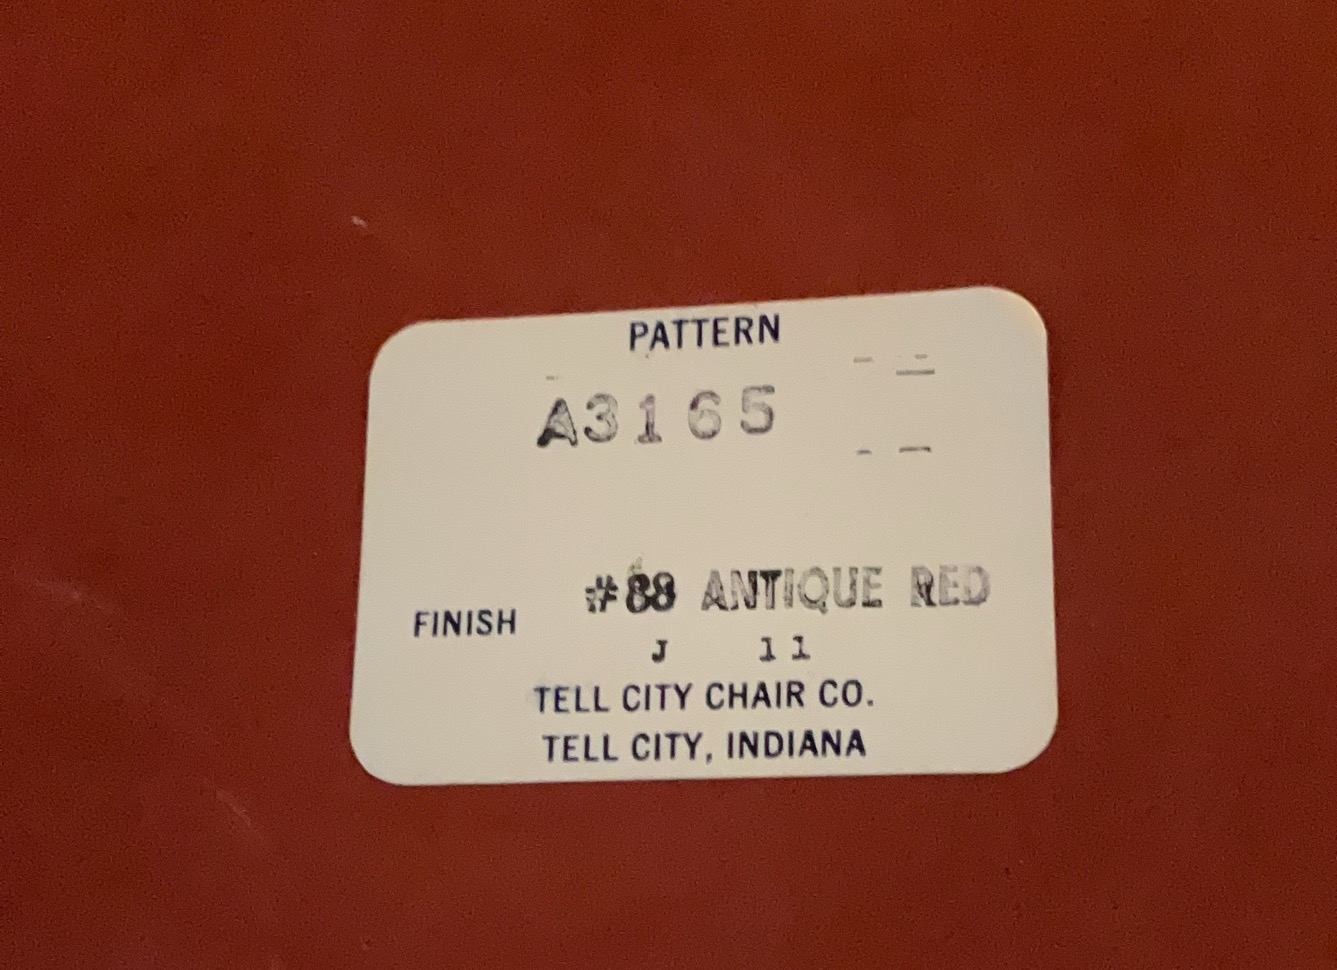 PATTERN
A3165
#88 ANTIQUE RED
FINISH
J 11
TELL CITY CHAIR CO.
TELL CITY, INDIANA